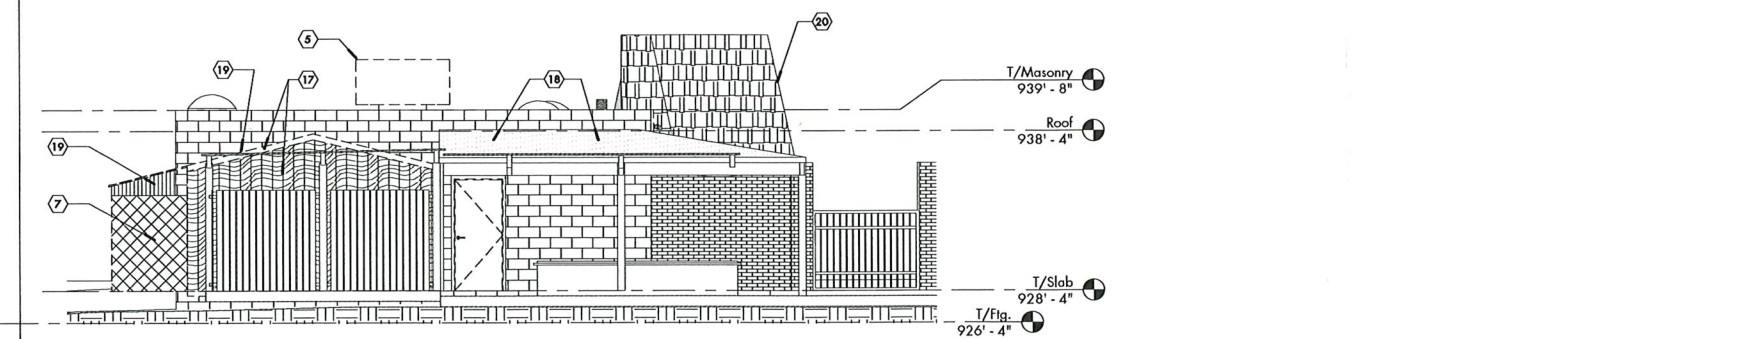 20
5
19
17
18
T/Masonry
939' - 8"
Roof
938' - 4"
19
7
T/Slab
928' - 4"
T/Ftg.
926' - 4"